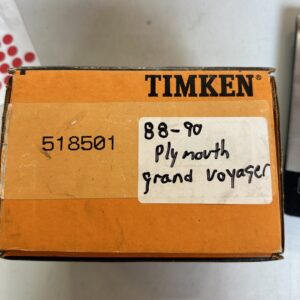 TIMKEN®
518501
88-90
Plymouth
grand voyager